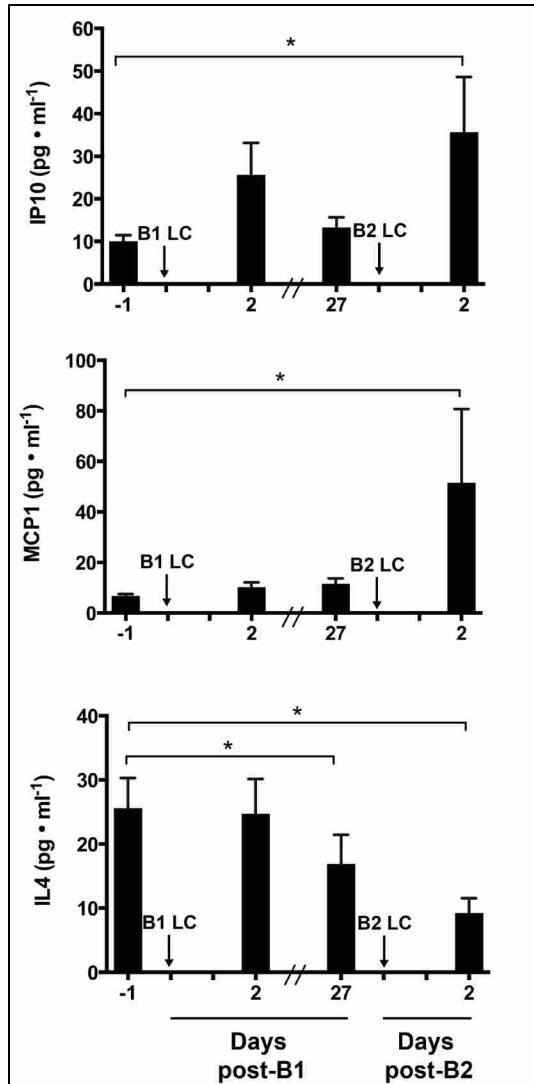 60
*
50
40
30
20
10
0
IP10 (pg • ml-1)
B1 LC
B2 LC
-1 2 27 2
100
*
80
60
40
20
0
MCP1 (pg • ml-1)
B1 LC
B2 LC
-1 2 27 2
40
*
*
30
20
10
0
IL4 (pg • ml-1)
B1 LC
B2 LC
-1 2 27 2
Days
post-B1
Days
post-B2